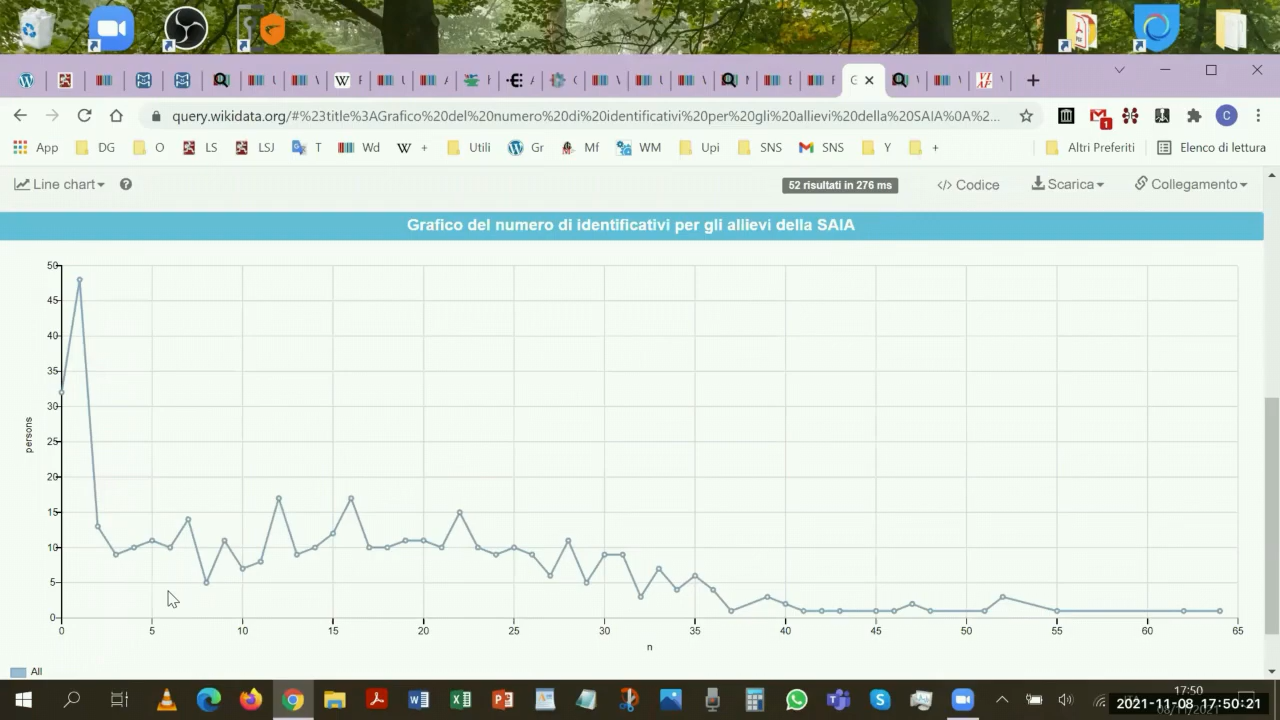 query.wikidata.org/#%23title%3AGrafico%20del%20numero%20di%20identificativi%20per%20gli%20allievi%20della%20SAIA%0A%2...
App DG O LS LSJ T Wd + Utili Gr Mf WM Upi SNS SNS Y + Altri Preferiti Elenco di lettura
Line chart 52 risultati in 276 ms </> Codice Scarica Collegamento
Grafico del numero di identificativi per gli allievi della SAIA
50
45
40
35
30
25
20
15
10
5
0
persons
0 5 10 15 20 25 30 35 40 45 50 55 60 65
n
All
17:50
2021-11-08 17:50:21